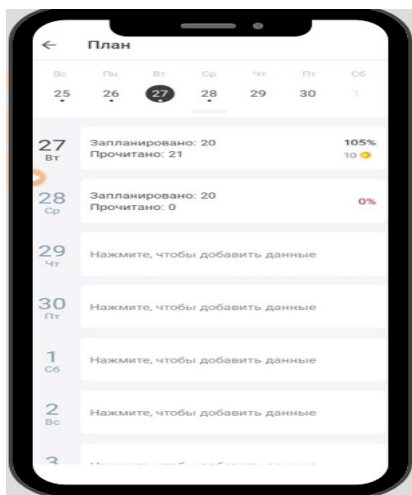 План
Вс Пн Вт Ср Чт Пт Сб
25 26 27 28 29 30 1
27 Запланировано: 20 105%
Вт Прочитано: 21 10
28 Запланировано: 20
Ср Прочитано: 0 0%
29 Нажмите, чтобы добавить данные
Чт
30 Нажмите, чтобы добавить данные
Пт
1 Нажмите, чтобы добавить данные
Сб
2 Нажмите, чтобы добавить данные
Вс
3